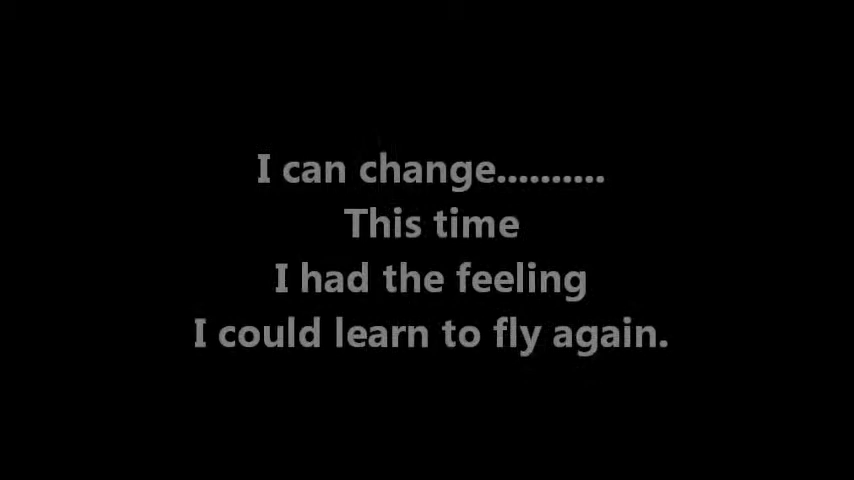 I can change..........
This time
I had the feeling
I could learn to fly again.